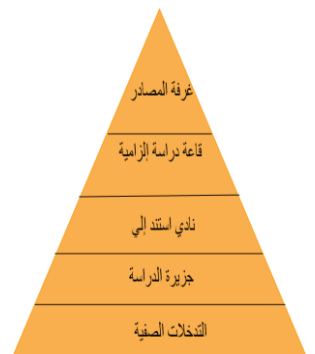 غرفة المصادر
قاعة دراسة إلزامية
نادي استند إلي
جزيرة الدراسة
التدخلات الصفية